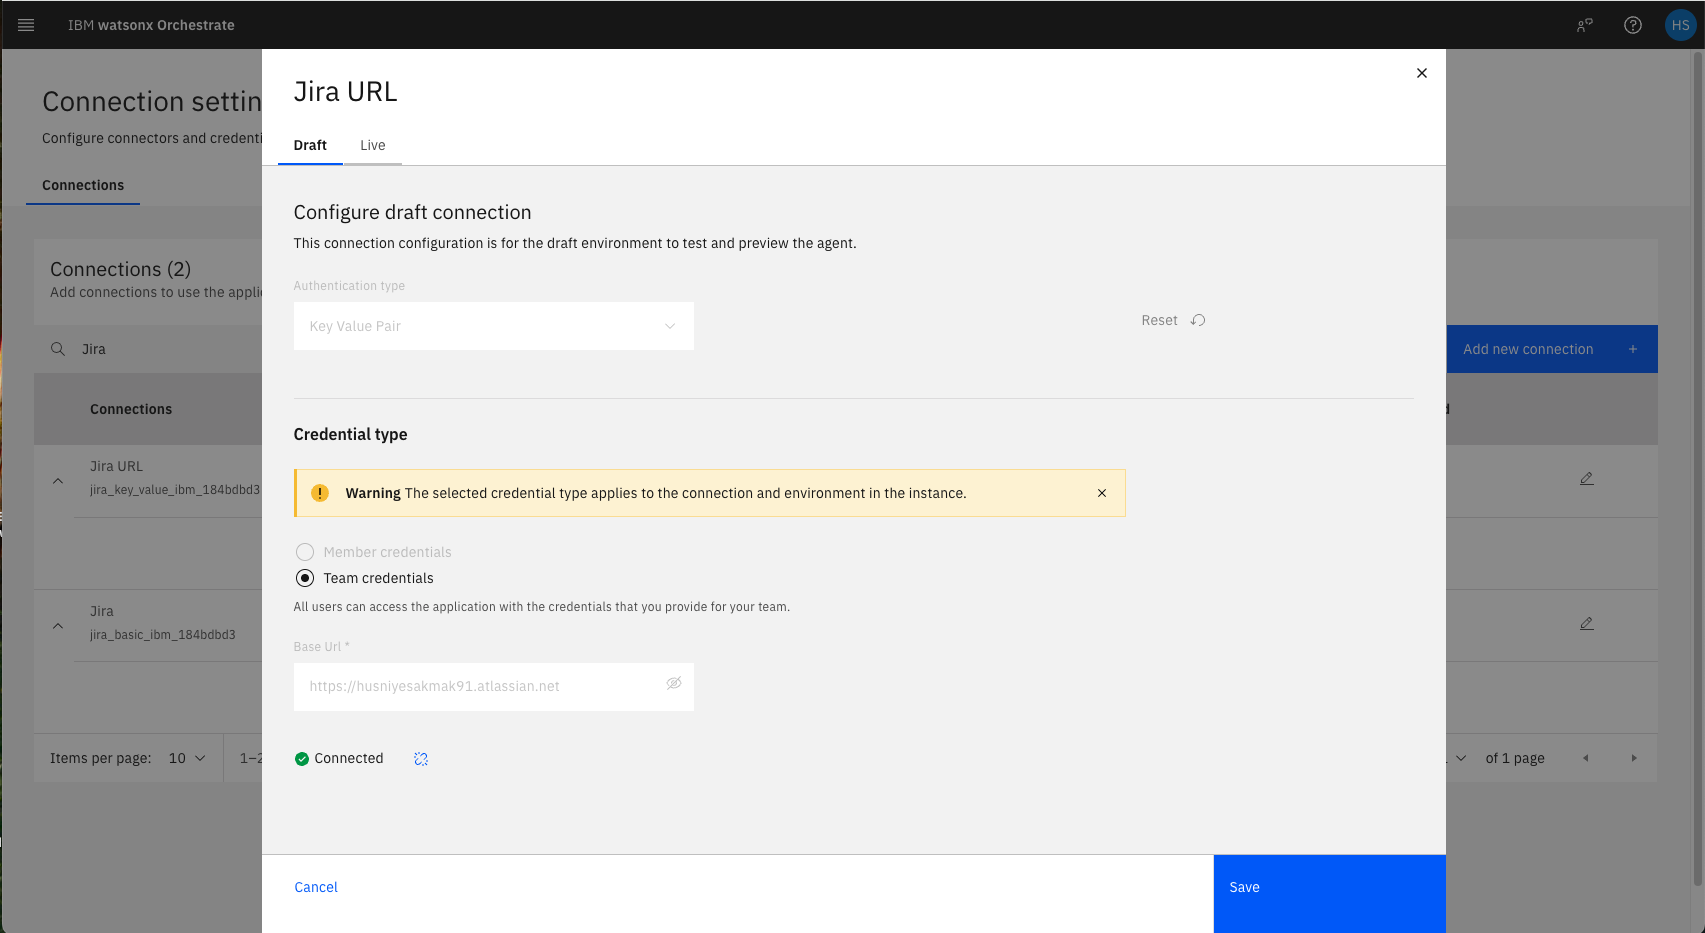 IBM watsonx Orchestrate
HS
Connection settin
Configure connectors and credenti
Connections
Connections (2)
Add connections to use the appli
Jira
Add new connection
Connections
Jira URL
jira_key_value_ibm_184bdbd3
Jira
jira_basic_ibm_184bdbd3
Items per page: 10
1–2
of 1 page
Jira URL
Draft
Live
Configure draft connection
This connection configuration is for the draft environment to test and preview the agent.
Authentication type
Key Value Pair
Reset
Credential type
Warning The selected credential type applies to the connection and environment in the instance.
Member credentials
Team credentials
All users can access the application with the credentials that you provide for your team.
Base Url *
https://husniyesakmak91.atlassian.net
Connected
Cancel
Save